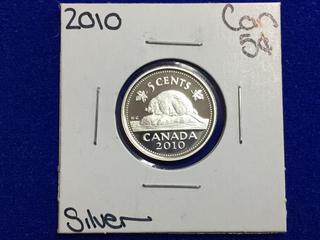 2010
Can
5¢
5 CENTS
K G
CANADA
2010
Silver